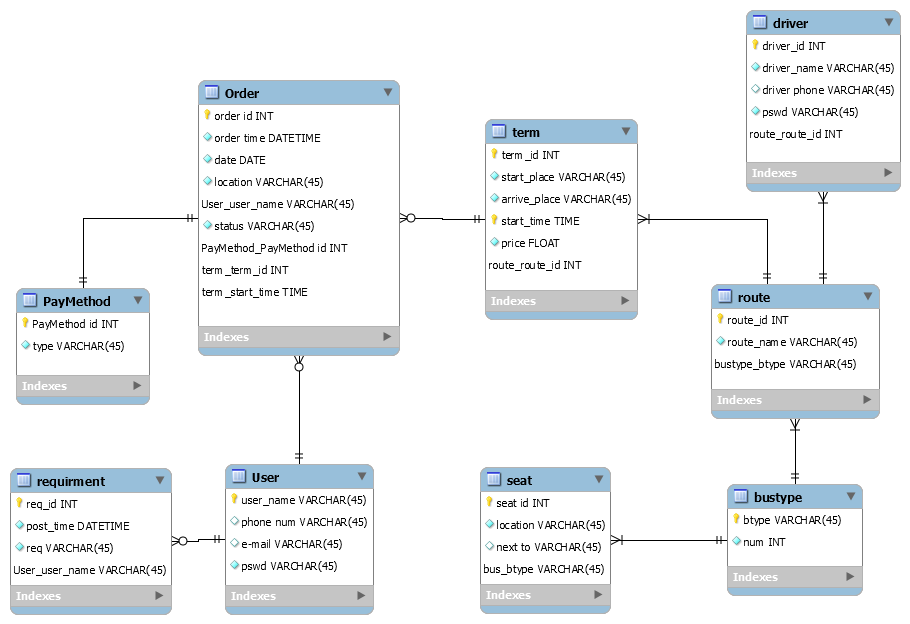 driver
driver_id INT
driver_name VARCHAR(45)
driver phone VARCHAR(45)
pswd VARCHAR(45)
route_route_id INT
Indexes
Order
order id INT
order time DATETIME
date DATE
location VARCHAR(45)
User_user_name VARCHAR(45)
status VARCHAR(45)
PayMethod_PayMethod id INT
term_term_id INT
term_start_time TIME
Indexes
term
term_id INT
start_place VARCHAR(45)
arrive_place VARCHAR(45)
start_time TIME
price FLOAT
route_route_id INT
Indexes
PayMethod
PayMethod id INT
type VARCHAR(45)
Indexes
route
route_id INT
route_name VARCHAR(45)
bustype_btype VARCHAR(45)
Indexes
requirment
req_id INT
post_time DATETIME
req VARCHAR(45)
User_user_name VARCHAR(45)
Indexes
User
user_name VARCHAR(45)
phone num VARCHAR(45)
e-mail VARCHAR(45)
pswd VARCHAR(45)
Indexes
seat
seat id INT
location VARCHAR(45)
next to VARCHAR(45)
bus_btype VARCHAR(45)
Indexes
bustype
btype VARCHAR(45)
num INT
Indexes